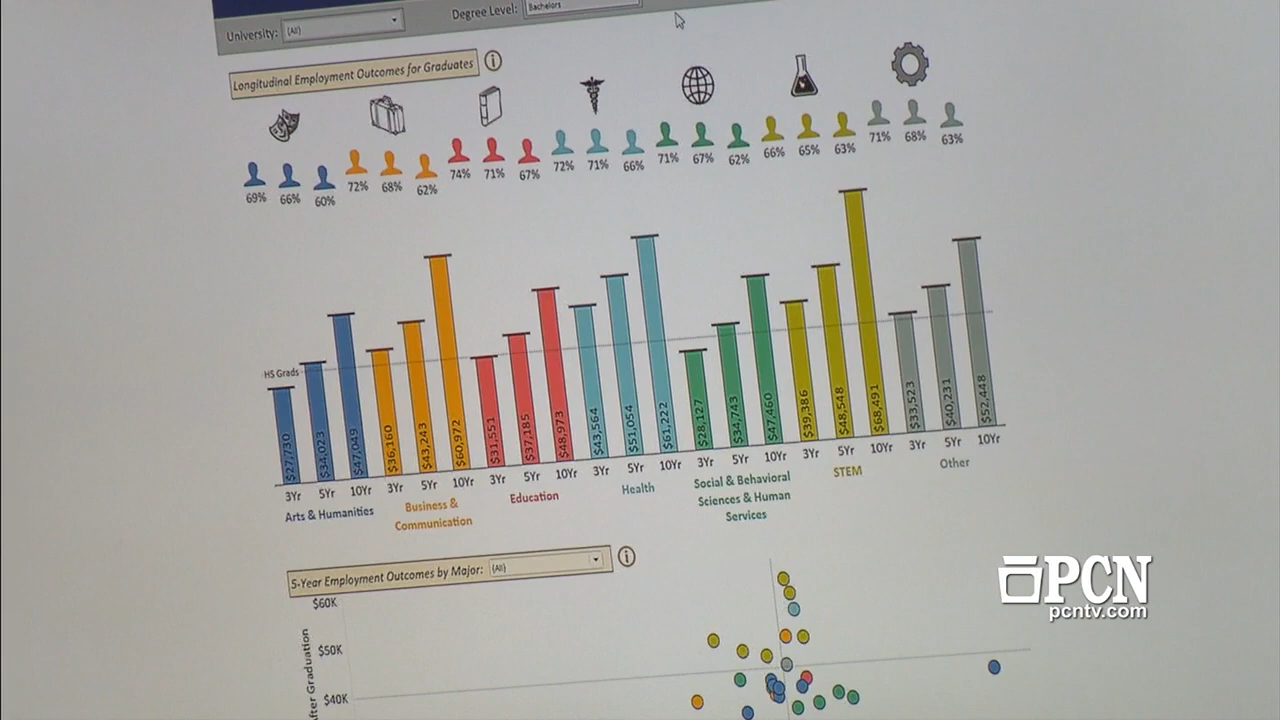 University: (All)
Degree Level: Bachelors
Longitudinal Employment Outcomes for Graduates i
69% 66% 60% 72% 68% 62% 74% 71% 67% 72% 71% 66% 71% 67% 62% 66% 65% 63% 71% 68% 63%
HS Grads
$27,730 $34,023 $47,049 $36,160 $43,243 $60,972 $31,551 $37,185 $48,973 $43,564 $51,054 $61,222 $28,127 $34,743 $47,460 $39,386 $48,548 $68,491 $33,523 $40,231 $52,448
3Yr 5Yr 10Yr 3Yr 5Yr 10Yr 3Yr 5Yr 10Yr 3Yr 5Yr 10Yr 3Yr 5Yr 10Yr 3Yr 5Yr 10Yr 3Yr 5Yr 10Yr
Arts & Humanities
Business &
Communication
Education
Health
Social & Behavioral
Sciences & Human
Services
STEM
Other
5-Year Employment Outcomes by Major: (All) i
$60K
$50K
$40K
After Graduation
PCN
pcntv.com